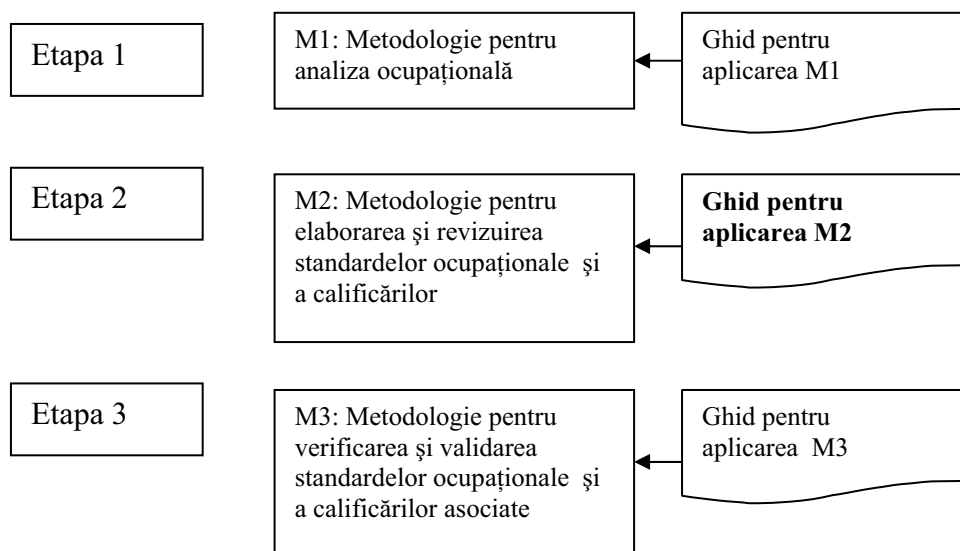 Etapa 1
M1: Metodologie pentru
analiza ocupațională
Ghid pentru
aplicarea M1
Etapa 2
M2: Metodologie pentru
elaborarea şi revizuirea
standardelor ocupaționale şi
a calificărilor
Ghid pentru
aplicarea M2
Etapa 3
M3: Metodologie pentru
verificarea şi validarea
standardelor ocupaționale şi
a calificărilor asociate
Ghid pentru
aplicarea M3